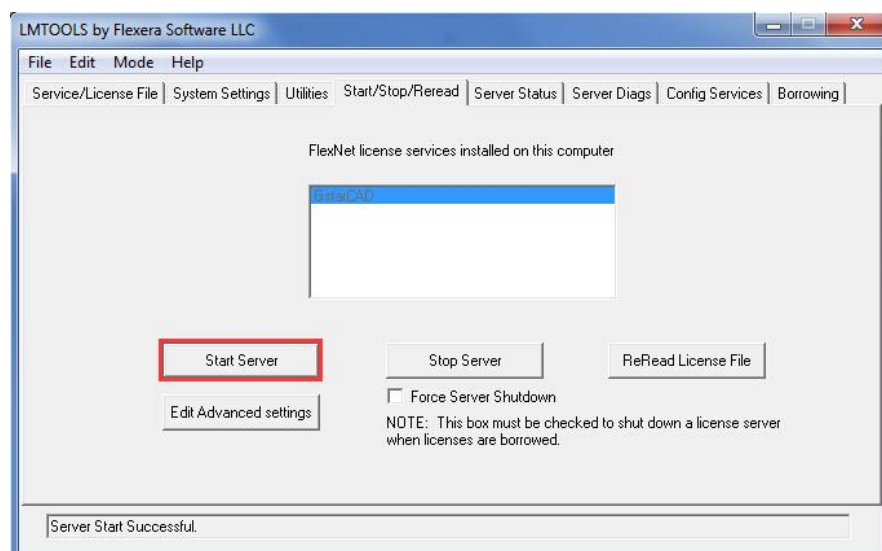 LMTOOLS by Flexera Software LLC
File Edit Mode Help
Service/License File System Settings Utilities Start/Stop/Reread Server Status Server Diags Config Services Borrowing
FlexNet license services installed on this computer
GstarCAD
Start Server Stop Server ReRead License File
Force Server Shutdown
Edit Advanced settings
NOTE: This box must be checked to shut down a license server
when licenses are borrowed.
Server Start Successful.